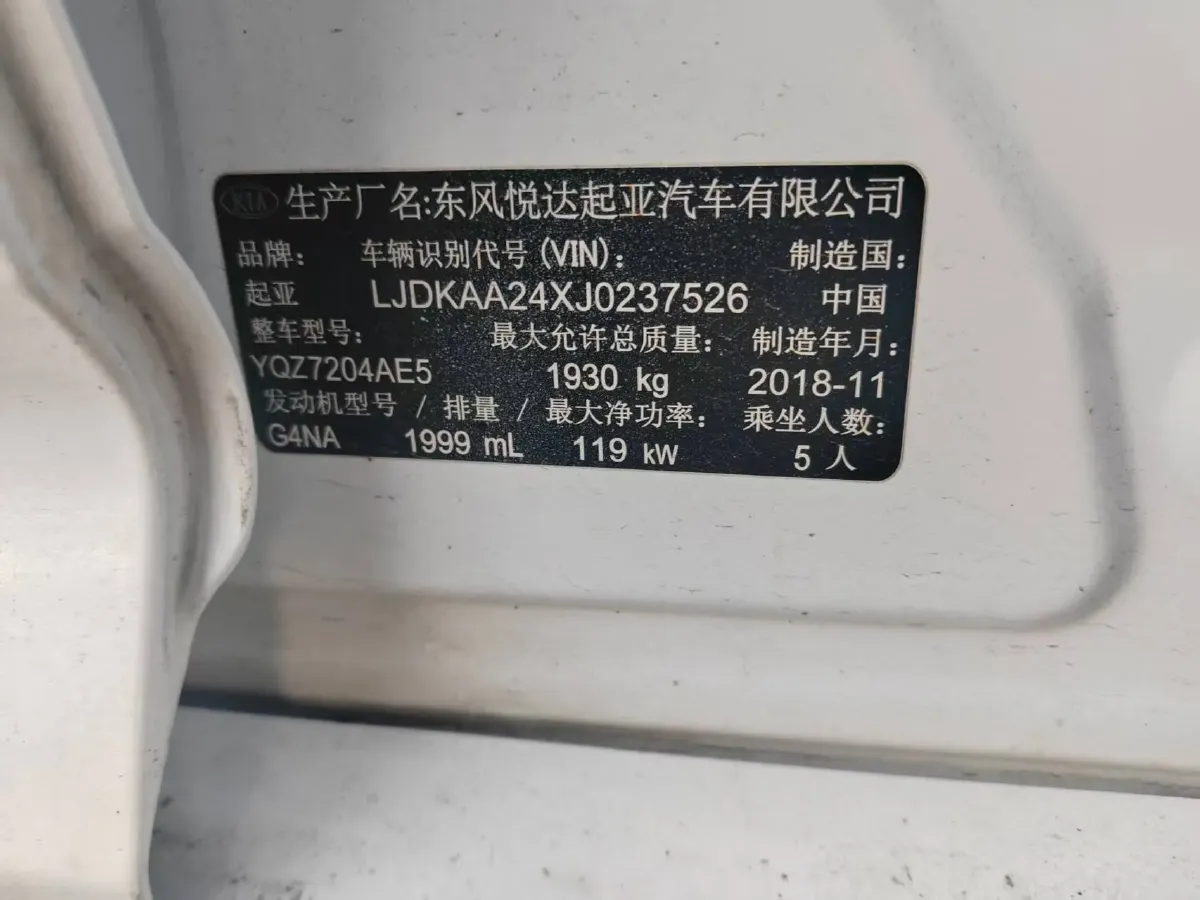 KIA 生产厂名:东风悦达起亚汽车有限公司
品牌: 车辆识别代号(VIN): 制造国:
起亚 LJDKAA24XJ0237526 中国
整车型号: 最大允许总质量: 制造年月:
YQZ7204AE5 1930 kg 2018-11
发动机型号 / 排量 / 最大净功率: 乘坐人数:
G4NA 1999 mL 119 kW 5 人